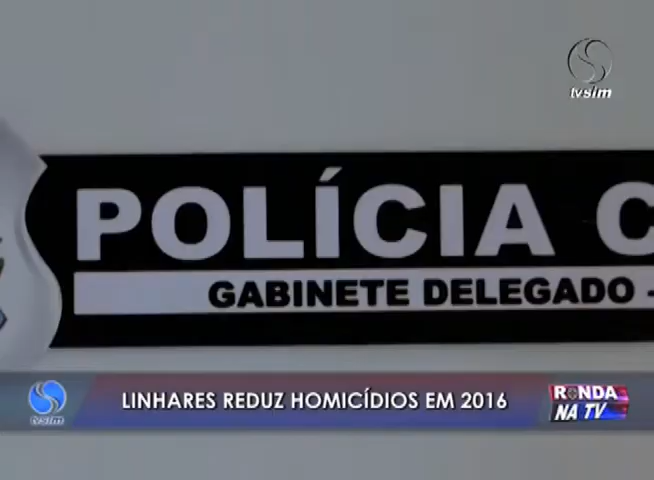 tvsim
POLÍCIA C
GABINETE DELEGADO -
tvsim
LINHARES REDUZ HOMICÍDIOS EM 2016
RONDA
NA TV